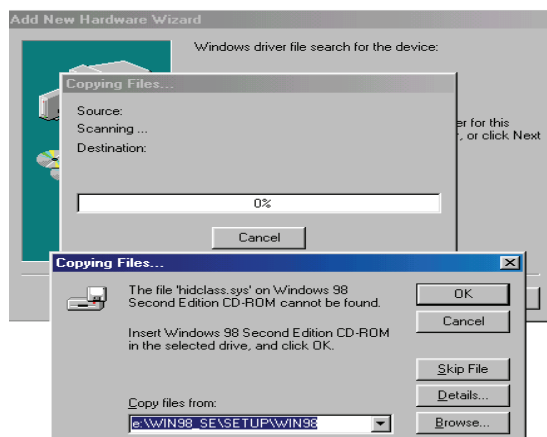 Add New Hardware Wizard
Windows driver file search for the device:
Copying Files...
Source:
Scanning ...
Destination:
er for this
, or click Next
0%
Cancel
Copying Files...
The file 'hidclass.sys' on Windows 98
Second Edition CD-ROM cannot be found.
Insert Windows 98 Second Edition CD-ROM
in the selected drive, and click OK.
Copy files from:
e:\WIN98_SE\SETUP\WIN98
OK
Cancel
Skip File
Details...
Browse...